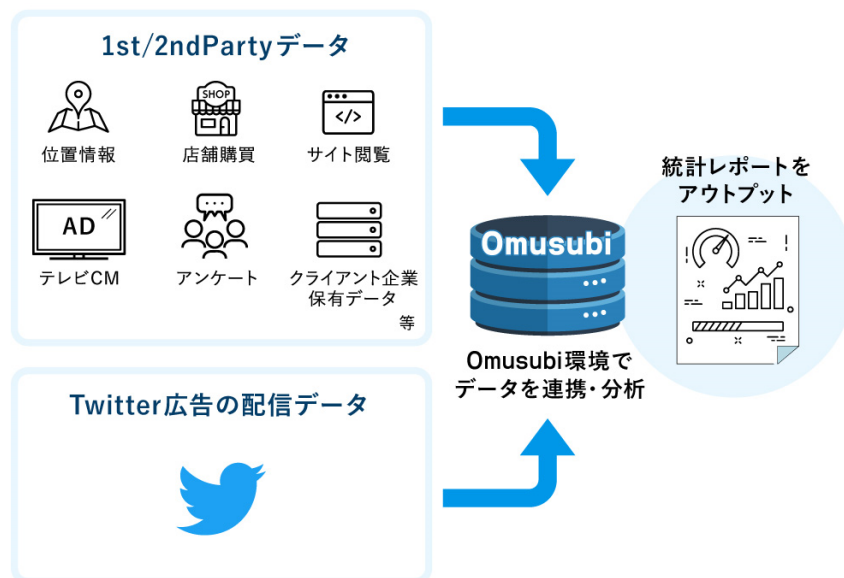 1st/2ndPartyデータ
SHOP
</>
位置情報
店舗購買
サイト閲覧
AD
テレビCM
アンケート
クライアント企業
保有データ
等
Twitter広告の配信データ
Omusubi
Omusubi環境で
データを連携・分析
統計レポートを
アウトプット